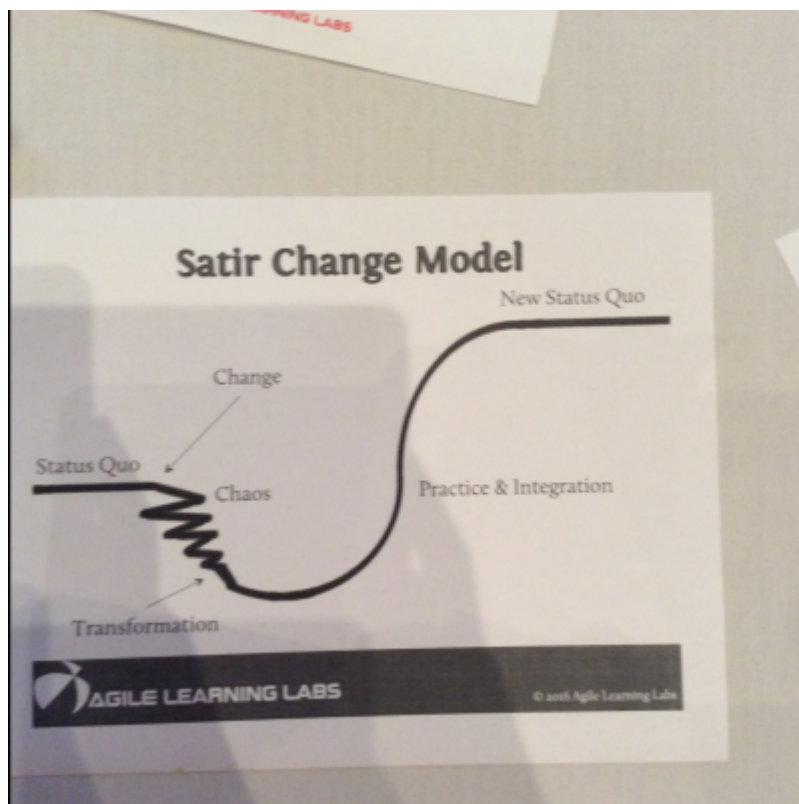 LABS
Satir Change Model
New Status Quo
Change
Status Quo
Chaos
Practice & Integration
Transformation
AGILE LEARNING LABS
© 2016 Agile Learning Labs